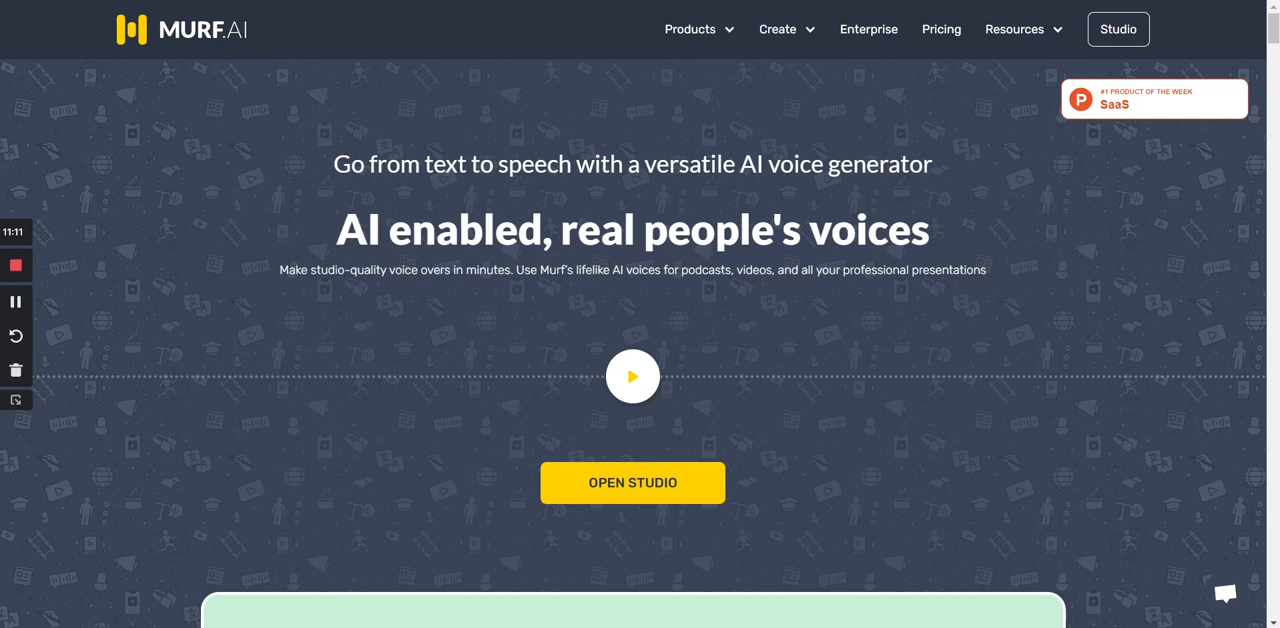 MURF.AI
Products
Create
Enterprise
Pricing
Resources
Studio
P
#1 PRODUCT OF THE WEEK
SaaS
Go from text to speech with a versatile AI voice generator
AI enabled, real people's voices
Make studio-quality voice overs in minutes. Use Murf's lifelike AI voices for podcasts, videos, and all your professional presentations
11:11
OPEN STUDIO